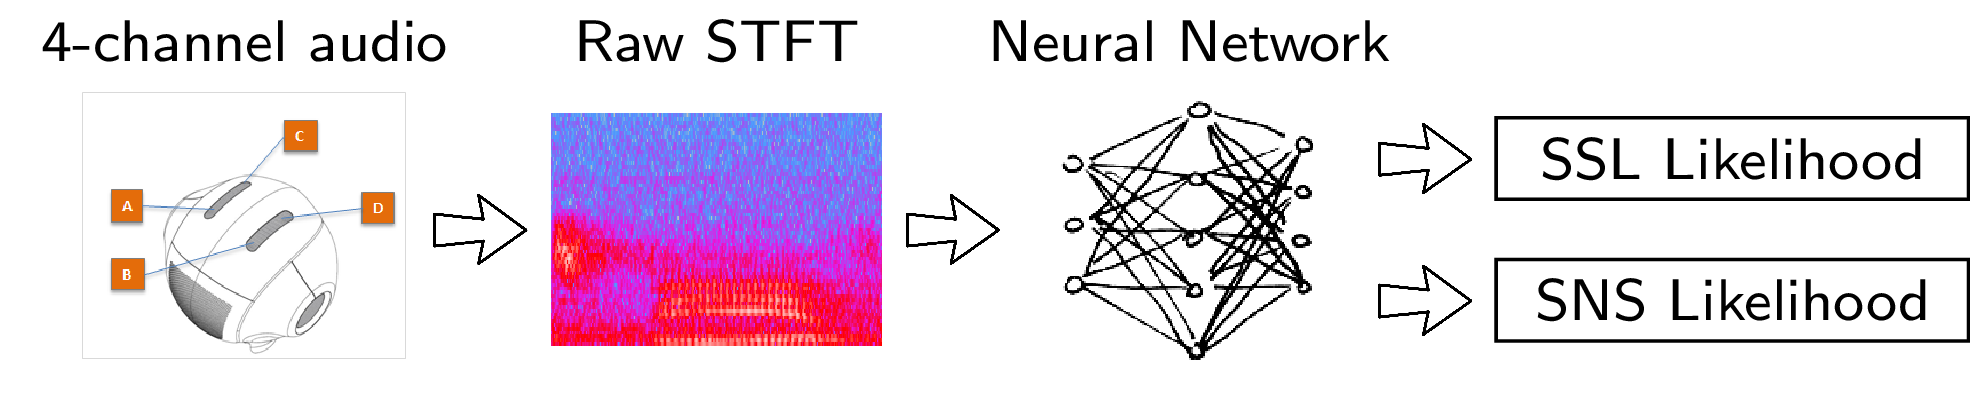 4-channel audio
Raw STFT
Neural Network
C
A
D
B
SSL Likelihood
SNS Likelihood